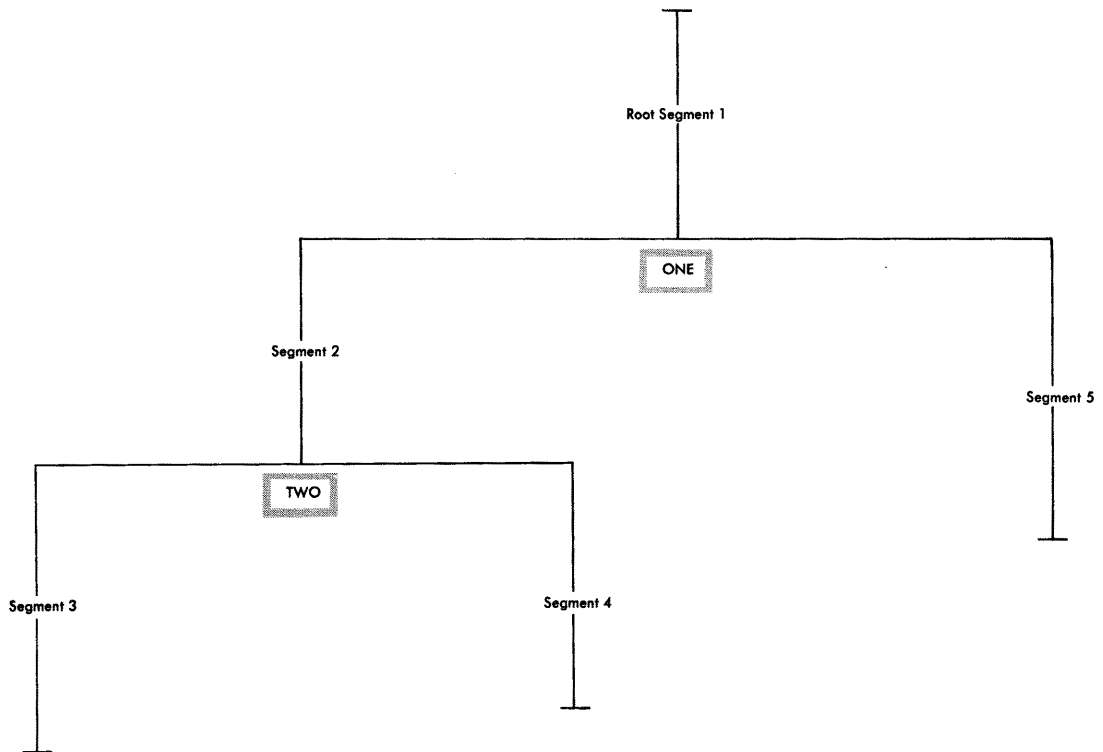 Root Segment 1
ONE
Segment 2
Segment 5
TWO
Segment 3
Segment 4